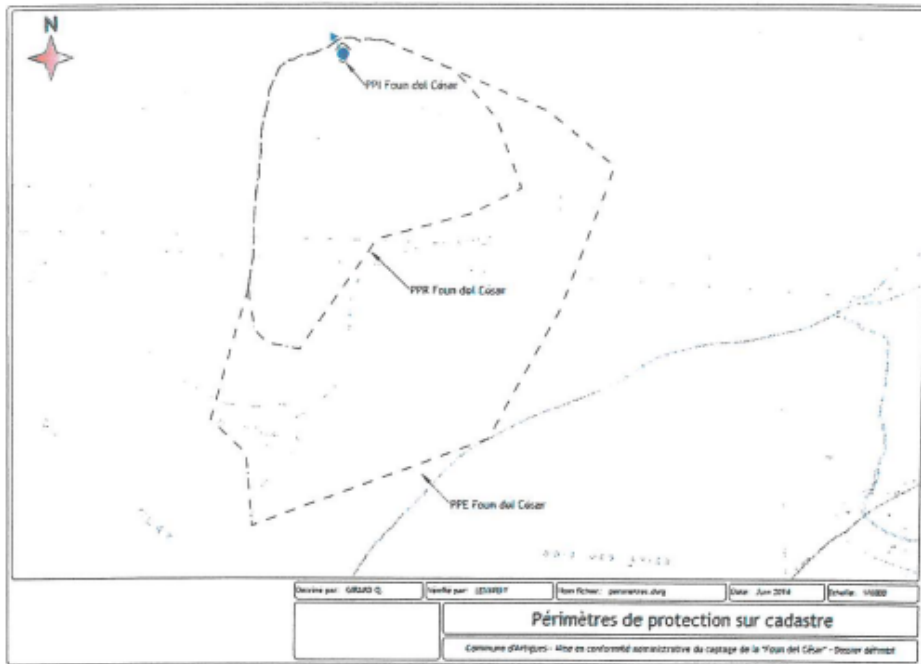 N
PPI Foun del César
PPR Foun del César
PPE Foun del César
Dessiné par: GIRAUD Q. Vérifié par: Nom fichier: perimetres.dwg Date: Juin 2014 Echelle:
Périmètres de protection sur cadastre
Commune d'Artigues - Mise en conformité administrative du captage de la "Foun del César" - Dossier définitif